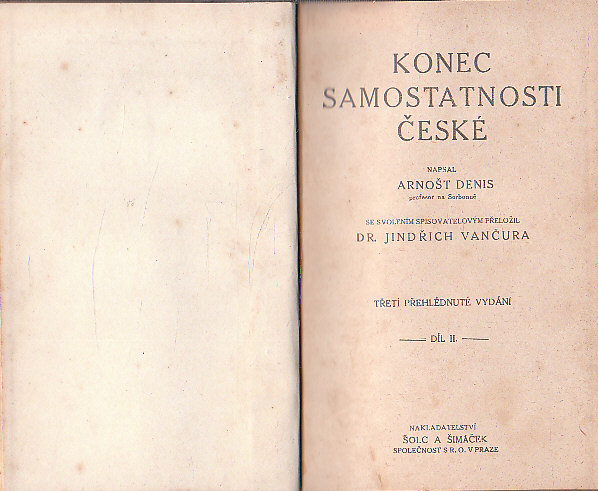 KONEC
SAMOSTATNOSTI
ČESKÉ
NAPSAL
ARNOŠT DENIS
profesor na Sorbonně
SE SVOLENÍM SPISOVATELOVÝM PŘELOŽIL
DR. JINDŘICH VANČURA
TŘETÍ PŘEHLÉDNUTÉ VYDÁNÍ
DÍL II.
NAKLADATELSTVÍ
ŠOLC A ŠIMÁČEK
SPOLEČNOST S R. O. V PRAZE